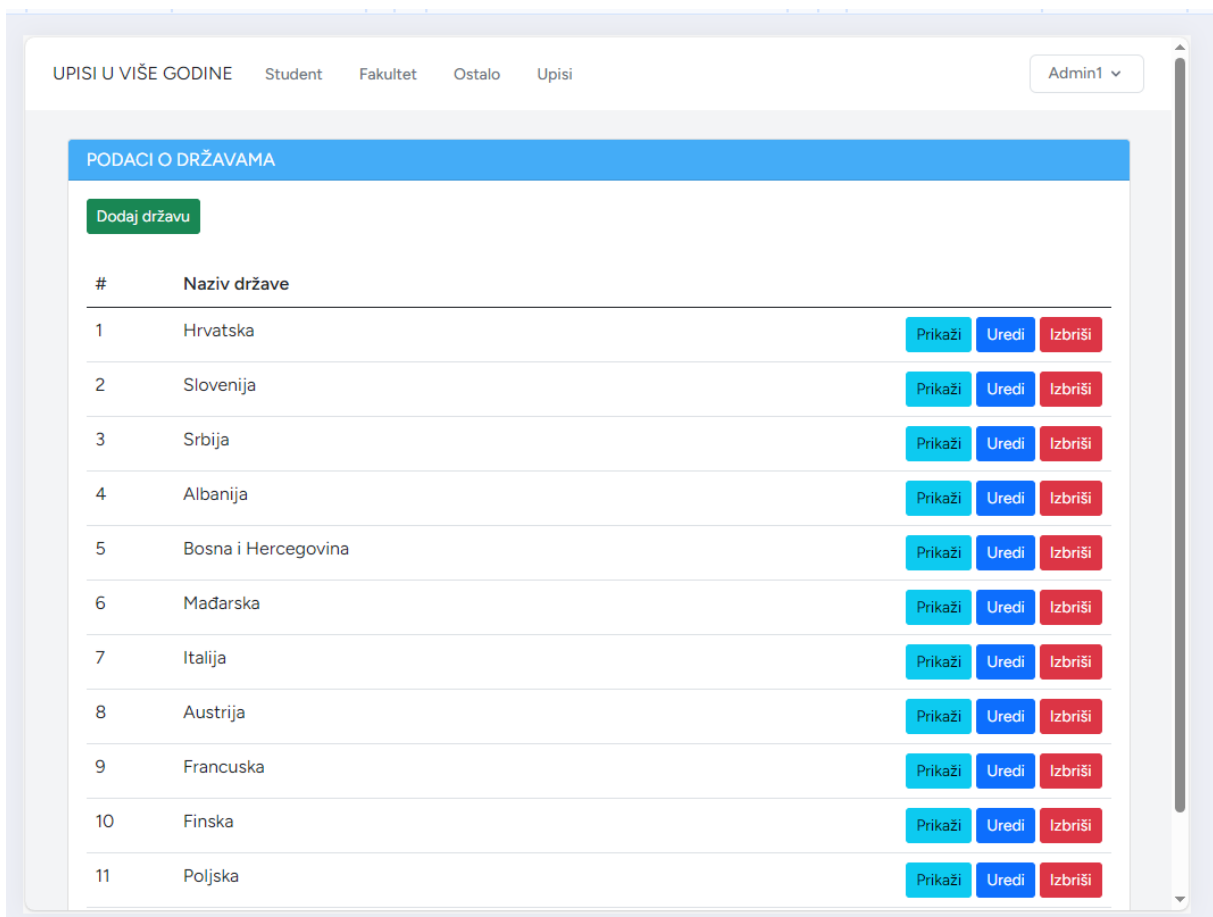 UPISI U VIŠE GODINE Student Fakultet Ostalo Upisi Admin1
PODACI O DRŽAVAMA
Dodaj državu
# Naziv države
1 Hrvatska Prikaži Uredi Izbriši
2 Slovenija Prikaži Uredi Izbriši
3 Srbija Prikaži Uredi Izbriši
4 Albanija Prikaži Uredi Izbriši
5 Bosna i Hercegovina Prikaži Uredi Izbriši
6 Mađarska Prikaži Uredi Izbriši
7 Italija Prikaži Uredi Izbriši
8 Austrija Prikaži Uredi Izbriši
9 Francuska Prikaži Uredi Izbriši
10 Finska Prikaži Uredi Izbriši
11 Poljska Prikaži Uredi Izbriši